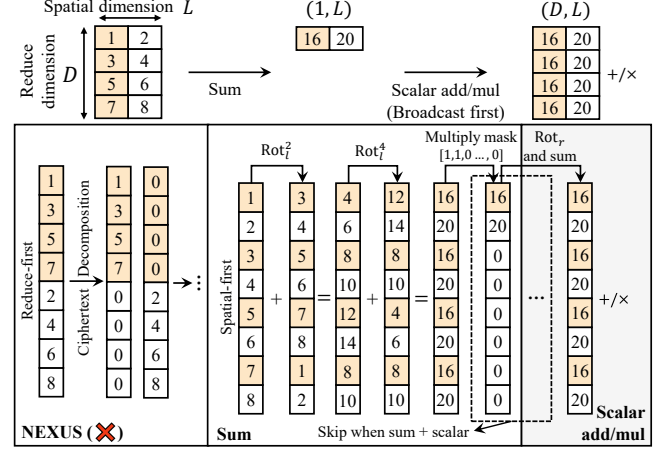 Spatial dimension L
(1, L)
(D, L)
Reduce dimension
D
1 2
3 4
5 6
7 8
Sum
16 20
Scalar add/mul
(Broadcast first)
16 20
16 20
16 20
16 20
+/×
Reduce-first
1
3
5
7
2
4
6
8
Ciphertext Decomposition
1 0
3 0
5 0
7 0
0 2
0 4
0 6
0 8
...
NEXUS (❌)
Rot_l^2
Rot_l^4
Multiply mask
[1,1,0 ..., 0]
Rot_r
and sum
Spatial-first
1 3 4 12 16 16 16
2 4 6 14 20 20 20
3 5 8 8 16 0 16
4 6 10 10 20 0 20
5 + 7 = 12 + 4 = 16 0 ... 16 +/×
6 8 14 6 20 0 20
7 1 8 8 16 0 16
8 2 10 10 20 0 20
Sum
Skip when sum + scalar
Scalar
add/mul